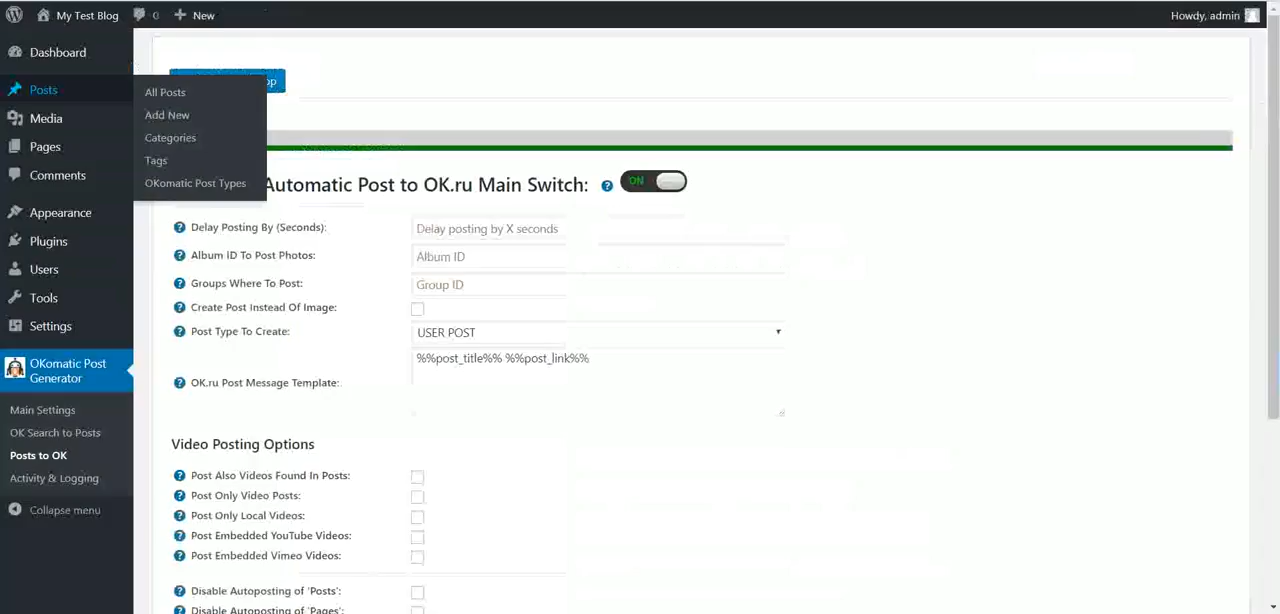 My Test Blog 0 New Howdy, admin
Dashboard
Posts
Media
Pages
Comments
Appearance
Plugins
Users
Tools
Settings
OKomatic Post
Generator
Main Settings
OK Search to Posts
Posts to OK
Activity & Logging
Collapse menu
All Posts
Add New
Categories
Tags
OKomatic Post Types
Automatic Post to OK.ru Main Switch: ? ON
? Delay Posting By (Seconds): Delay posting by X seconds
? Album ID To Post Photos: Album ID
? Groups Where To Post: Group ID
? Create Post Instead Of Image:
? Post Type To Create: USER POST
%%post_title%% %%post_link%%
? OK.ru Post Message Template:
Video Posting Options
? Post Also Videos Found In Posts:
? Post Only Video Posts:
? Post Only Local Videos:
? Post Embedded YouTube Videos:
? Post Embedded Vimeo Videos:
? Disable Autoposting of 'Posts':
? Disable Autoposting of 'Pages':